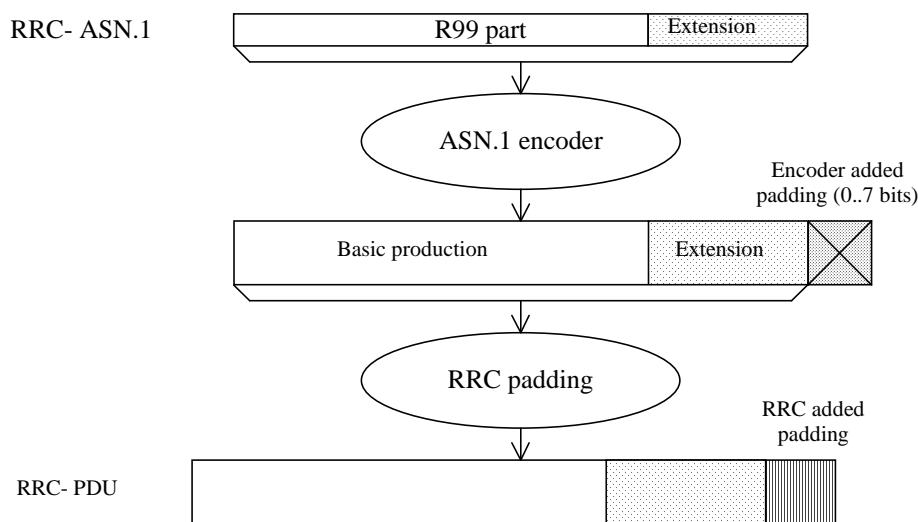 RRC- ASN.1
R99 part
Extension
ASN.1 encoder
Encoder added
padding (0..7 bits)
Basic production
Extension
RRC padding
RRC added
padding
RRC- PDU